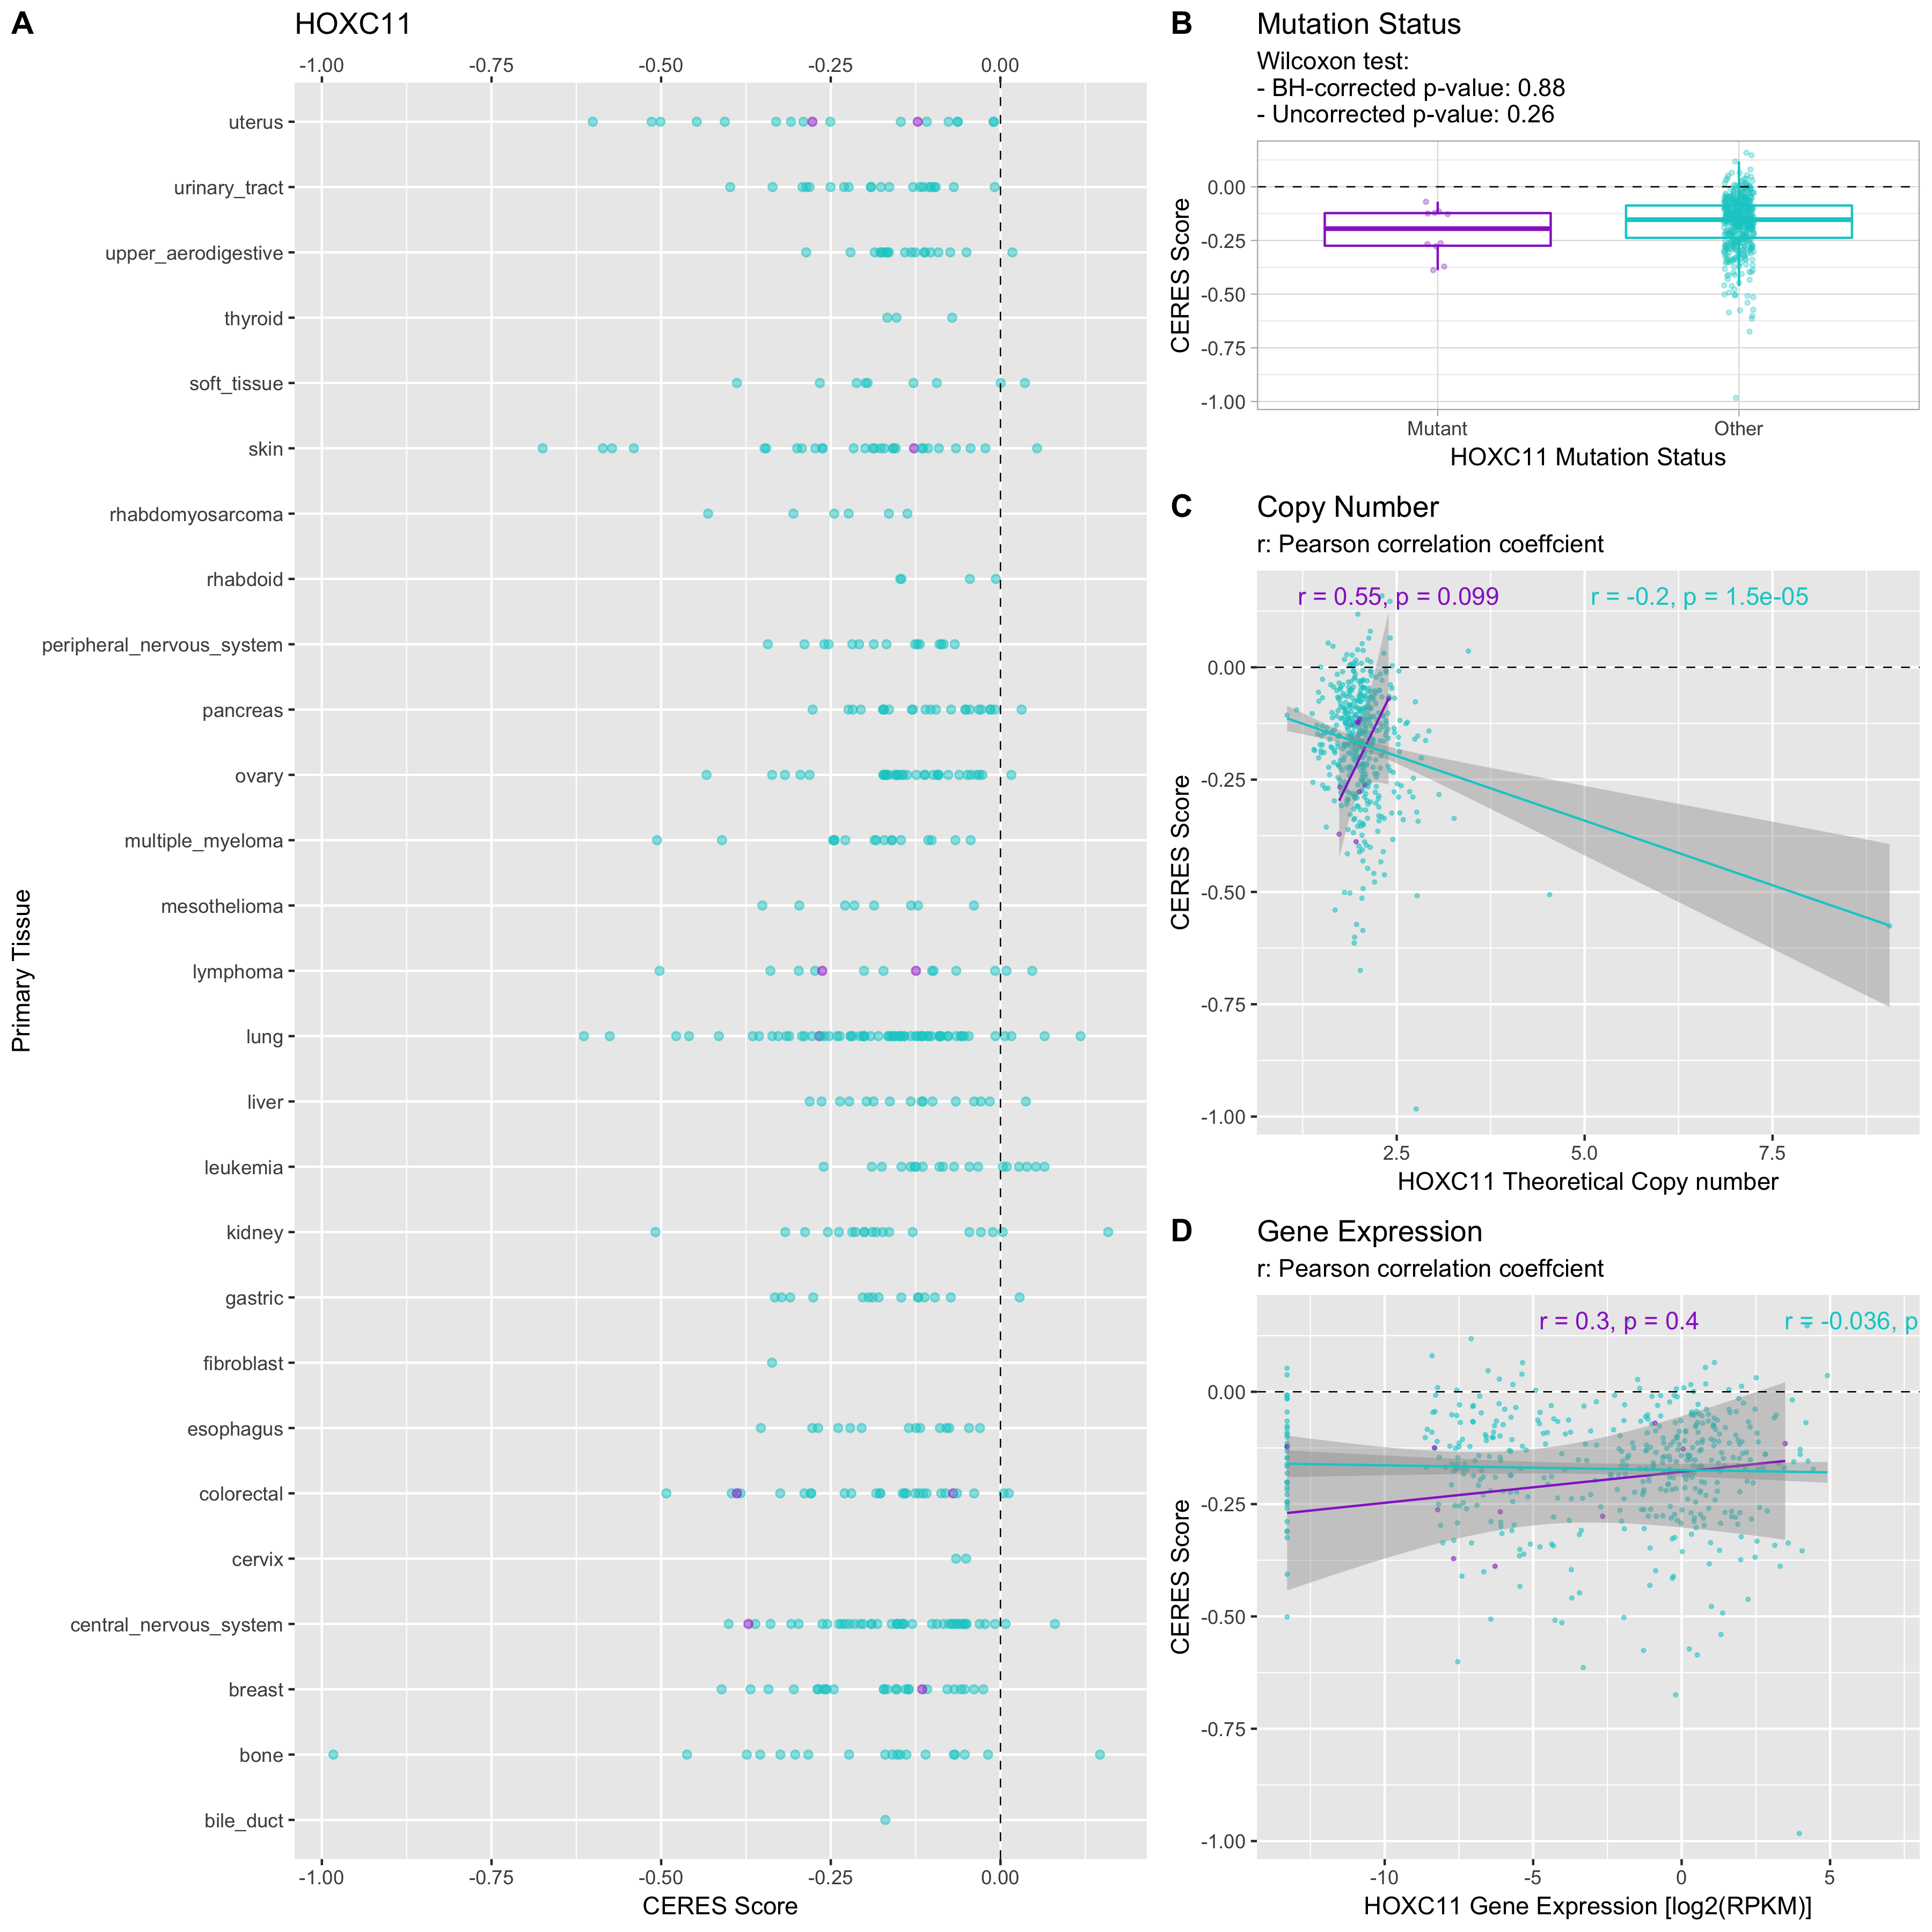 A
HOXC11
-1.00 -0.75 -0.50 -0.25 0.00
uterus
urinary_tract
upper_aerodigestive
thyroid
soft_tissue
skin
rhabdomyosarcoma
rhabdoid
peripheral_nervous_system
pancreas
ovary
multiple_myeloma
mesothelioma
lymphoma
lung
liver
leukemia
kidney
gastric
fibroblast
esophagus
colorectal
cervix
central_nervous_system
breast
bone
bile_duct
Primary Tissue
-1.00 -0.75 -0.50 -0.25 0.00
CERES Score
B
Mutation Status
Wilcoxon test:
- BH-corrected p-value: 0.88
- Uncorrected p-value: 0.26
0.00
-0.25
-0.50
-0.75
-1.00
CERES Score
Mutant Other
HOXC11 Mutation Status
C
Copy Number
r: Pearson correlation coeffcient
r = 0.55, p = 0.099 r = -0.2, p = 1.5e-05
0.00
-0.25
-0.50
-0.75
-1.00
CERES Score
2.5 5.0 7.5
HOXC11 Theoretical Copy number
D
Gene Expression
r: Pearson correlation coeffcient
r = 0.3, p = 0.4 r = -0.036, p
0.00
-0.25
-0.50
-0.75
-1.00
CERES Score
-10 -5 0 5
HOXC11 Gene Expression [log2(RPKM)]